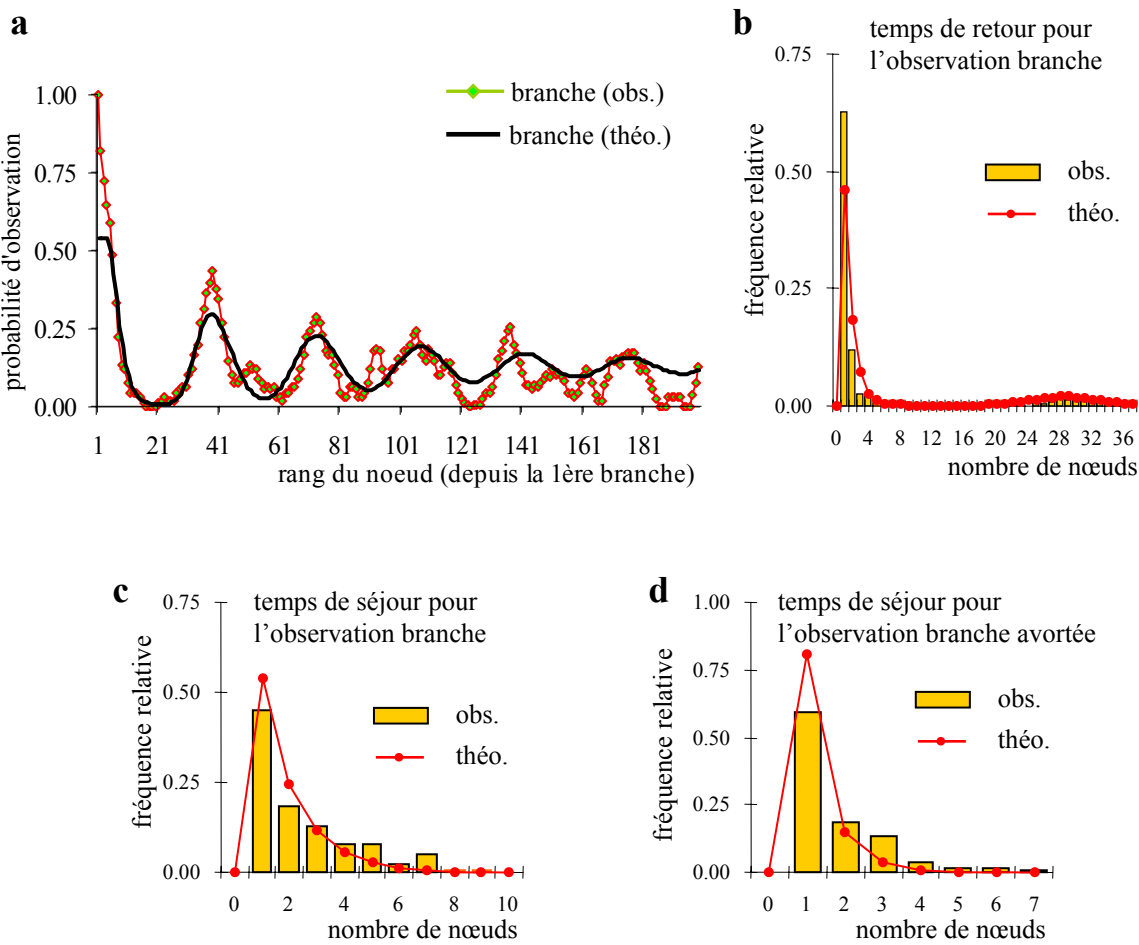 a
1.00
0.75
0.50
0.25
0.00
probabilité d'observation
branche (obs.)
branche (théo.)
1 21 41 61 81 101 121 141 161 181
rang du noeud (depuis la 1ère branche)
b
temps de retour pour
l'observation branche
0.75
0.50
0.25
0.00
fréquence relative
obs.
théo.
0 4 8 12 16 20 24 28 32 36
nombre de nœuds
c
temps de séjour pour
l'observation branche
0.75
0.50
0.25
0.00
fréquence relative
obs.
théo.
0 2 4 6 8 10
nombre de nœuds
d
temps de séjour pour
l'observation branche avortée
1.00
0.75
0.50
0.25
0.00
fréquence relative
obs.
théo.
0 1 2 3 4 5 6 7
nombre de nœuds